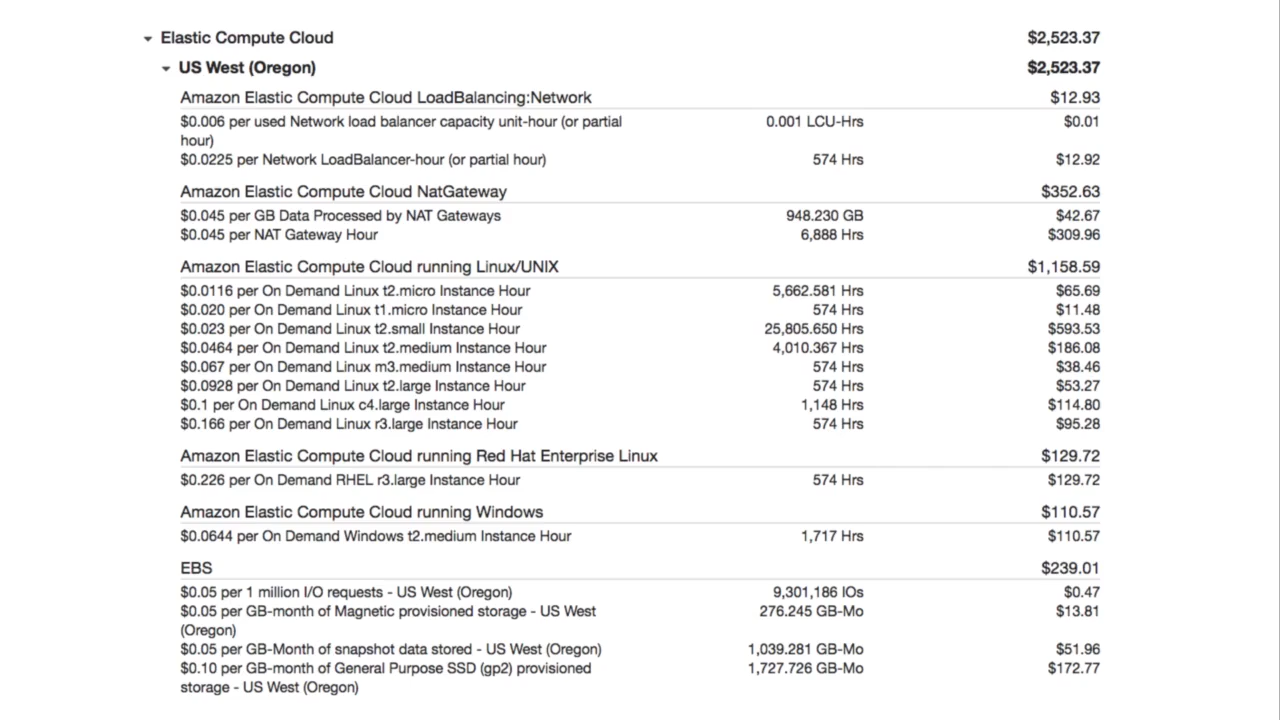 Elastic Compute Cloud $2,523.37
US West (Oregon) $2,523.37
Amazon Elastic Compute Cloud LoadBalancing:Network $12.93
$0.006 per used Network load balancer capacity unit-hour (or partial 0.001 LCU-Hrs $0.01
hour)
$0.0225 per Network LoadBalancer-hour (or partial hour) 574 Hrs $12.92
Amazon Elastic Compute Cloud NatGateway $352.63
$0.045 per GB Data Processed by NAT Gateways 948.230 GB $42.67
$0.045 per NAT Gateway Hour 6,888 Hrs $309.96
Amazon Elastic Compute Cloud running Linux/UNIX $1,158.59
$0.0116 per On Demand Linux t2.micro Instance Hour 5,662.581 Hrs $65.69
$0.020 per On Demand Linux t1.micro Instance Hour 574 Hrs $11.48
$0.023 per On Demand Linux t2.small Instance Hour 25,805.650 Hrs $593.53
$0.0464 per On Demand Linux t2.medium Instance Hour 4,010.367 Hrs $186.08
$0.067 per On Demand Linux m3.medium Instance Hour 574 Hrs $38.46
$0.0928 per On Demand Linux t2.large Instance Hour 574 Hrs $53.27
$0.1 per On Demand Linux c4.large Instance Hour 1,148 Hrs $114.80
$0.166 per On Demand Linux r3.large Instance Hour 574 Hrs $95.28
Amazon Elastic Compute Cloud running Red Hat Enterprise Linux $129.72
$0.226 per On Demand RHEL r3.large Instance Hour 574 Hrs $129.72
Amazon Elastic Compute Cloud running Windows $110.57
$0.0644 per On Demand Windows t2.medium Instance Hour 1,717 Hrs $110.57
EBS $239.01
$0.05 per 1 million I/O requests - US West (Oregon) 9,301,186 IOs $0.47
$0.05 per GB-month of Magnetic provisioned storage - US West 276.245 GB-Mo $13.81
(Oregon)
$0.05 per GB-Month of snapshot data stored - US West (Oregon) 1,039.281 GB-Mo $51.96
$0.10 per GB-month of General Purpose SSD (gp2) provisioned 1,727.726 GB-Mo $172.77
storage - US West (Oregon)